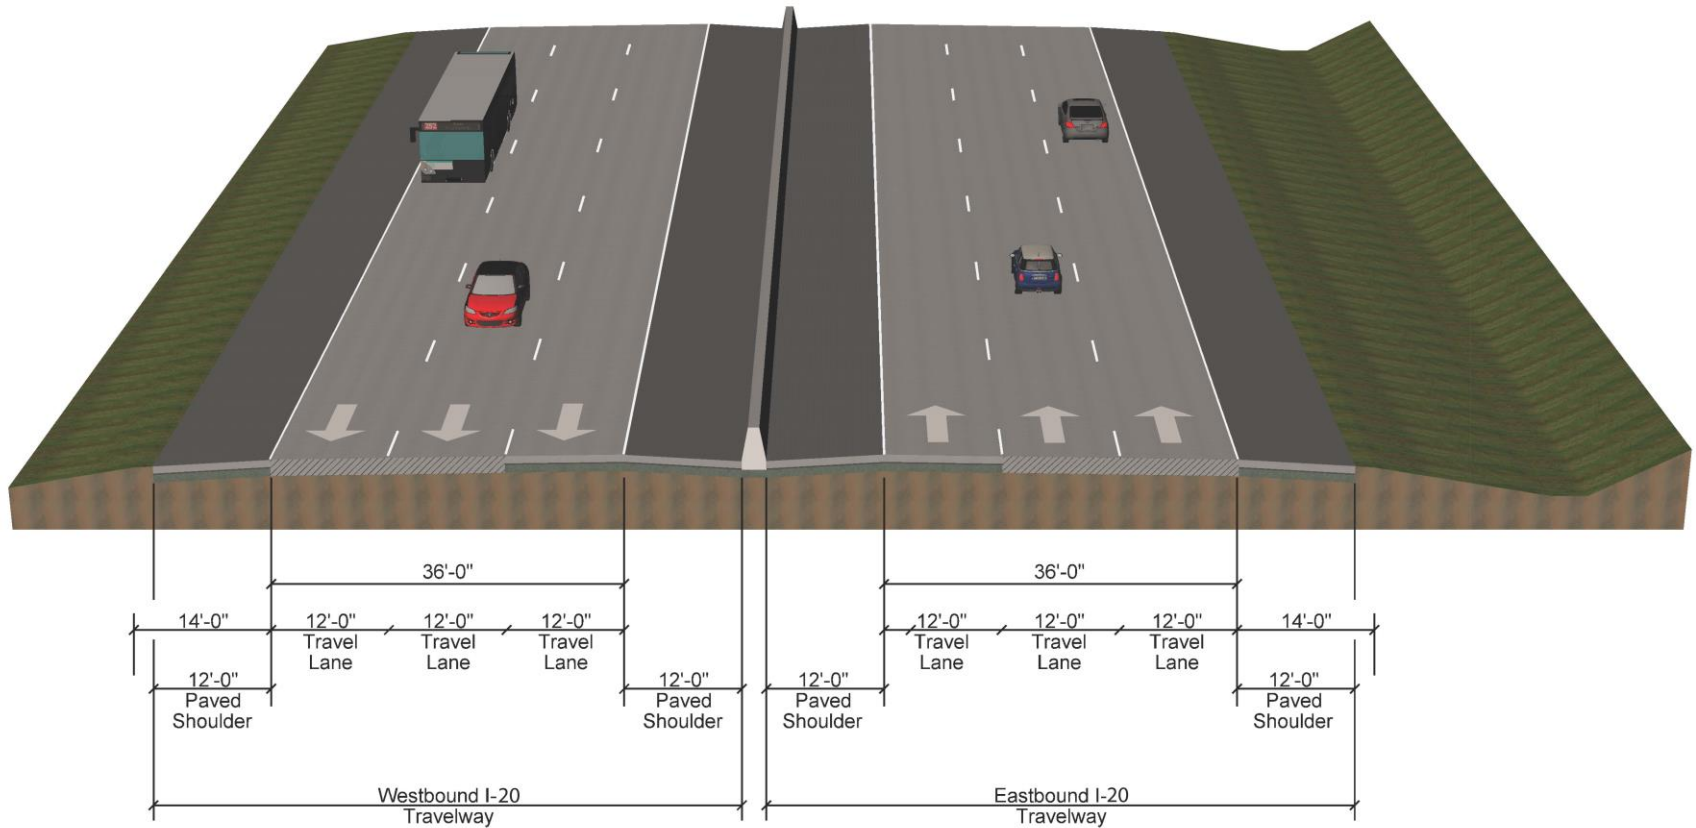 36'-0"
36'-0"
14'-0"
12'-0"
Travel
Lane
12'-0"
Travel
Lane
12'-0"
Travel
Lane
12'-0"
Travel
Lane
12'-0"
Travel
Lane
12'-0"
Travel
Lane
14'-0"
12'-0"
Paved
Shoulder
12'-0"
Paved
Shoulder
12'-0"
Paved
Shoulder
12'-0"
Paved
Shoulder
Westbound I-20
Travelway
Eastbound I-20
Travelway